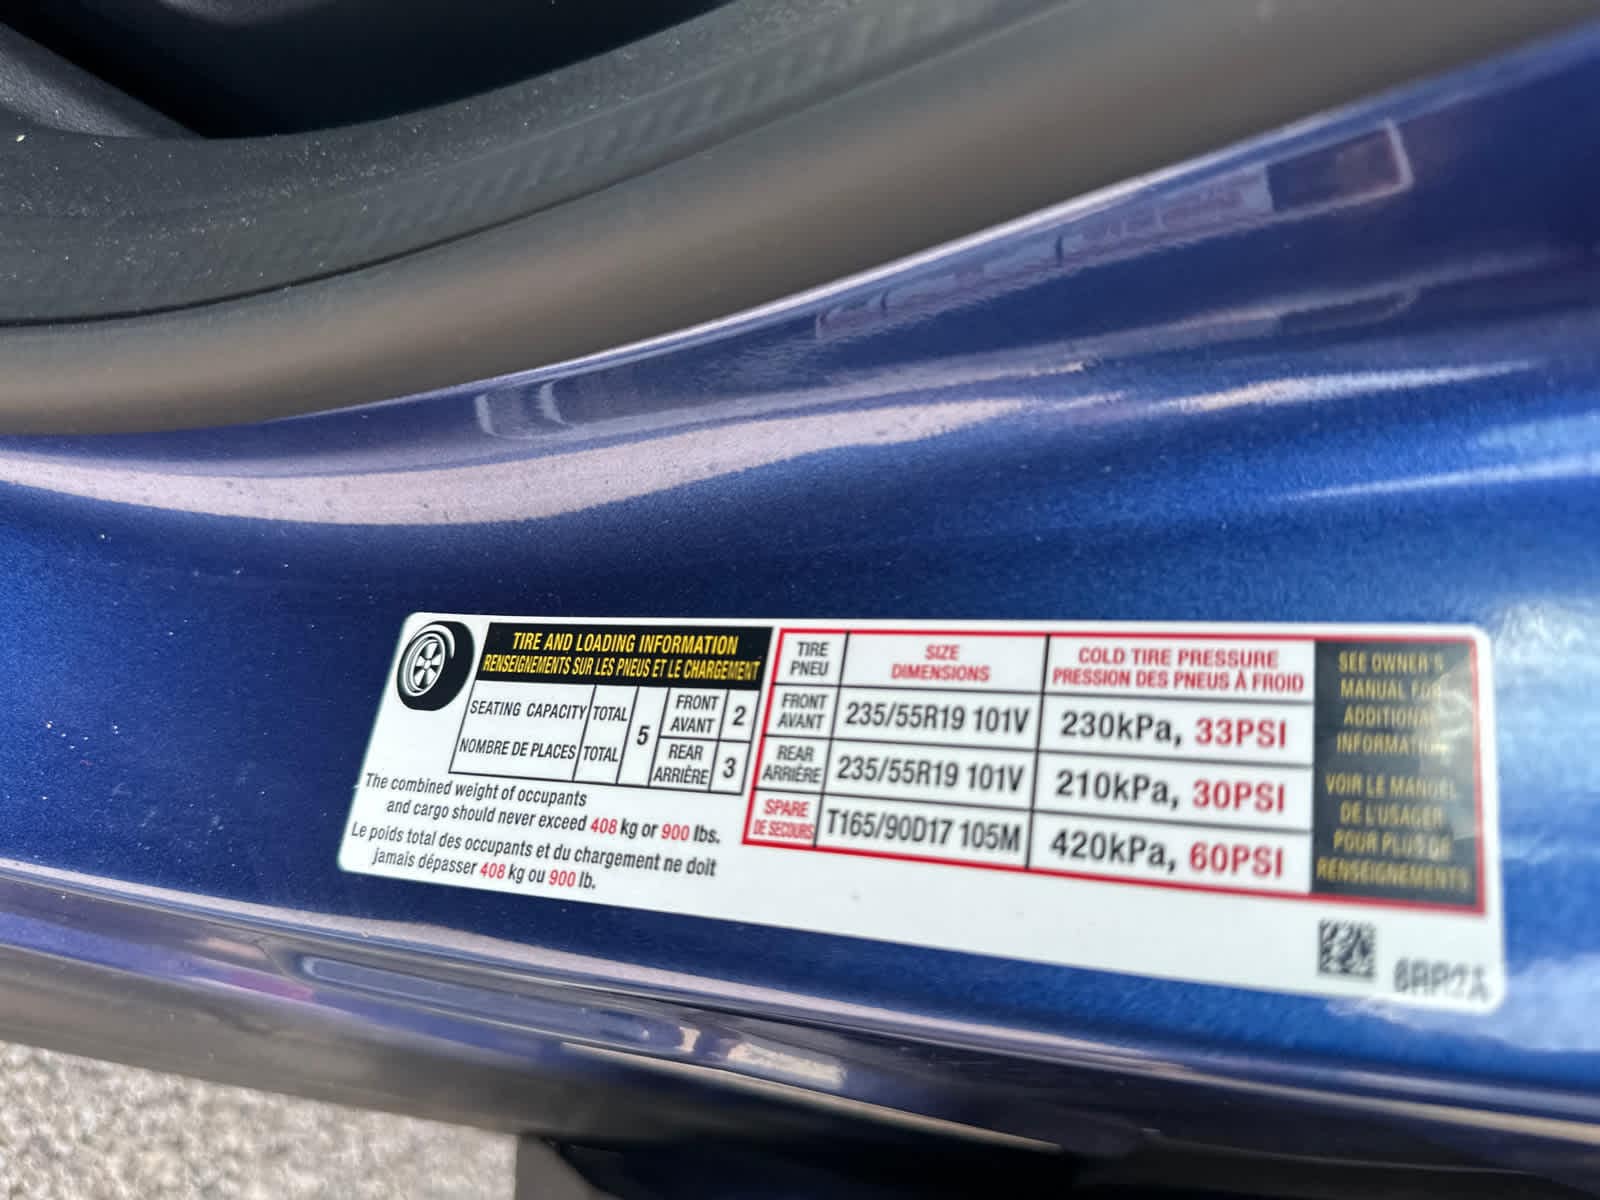 TIRE AND LOADING INFORMATION
RENSEIGNEMENTS SUR LES PNEUS ET LE CHARGEMENT
SEATING CAPACITY TOTAL 5 FRONT AVANT 2
NOMBRE DE PLACES TOTAL REAR ARRIÈRE 3
The combined weight of occupants
and cargo should never exceed 408 kg or 900 lbs.
Le poids total des occupants et du chargement ne doit
jamais dépasser 408 kg ou 900 lb.
TIRE PNEU SIZE DIMENSIONS COLD TIRE PRESSURE PRESSION DES PNEUS À FROID
FRONT AVANT 235/55R19 101V 230kPa, 33PSI
REAR ARRIÈRE 235/55R19 101V 210kPa, 30PSI
SPARE DE SECOURS T165/90D17 105M 420kPa, 60PSI
SEE OWNER'S
MANUAL FOR
ADDITIONAL
INFORMATION
VOIR LE MANUEL
DE L'USAGER
POUR PLUS DE
RENSEIGNEMENTS